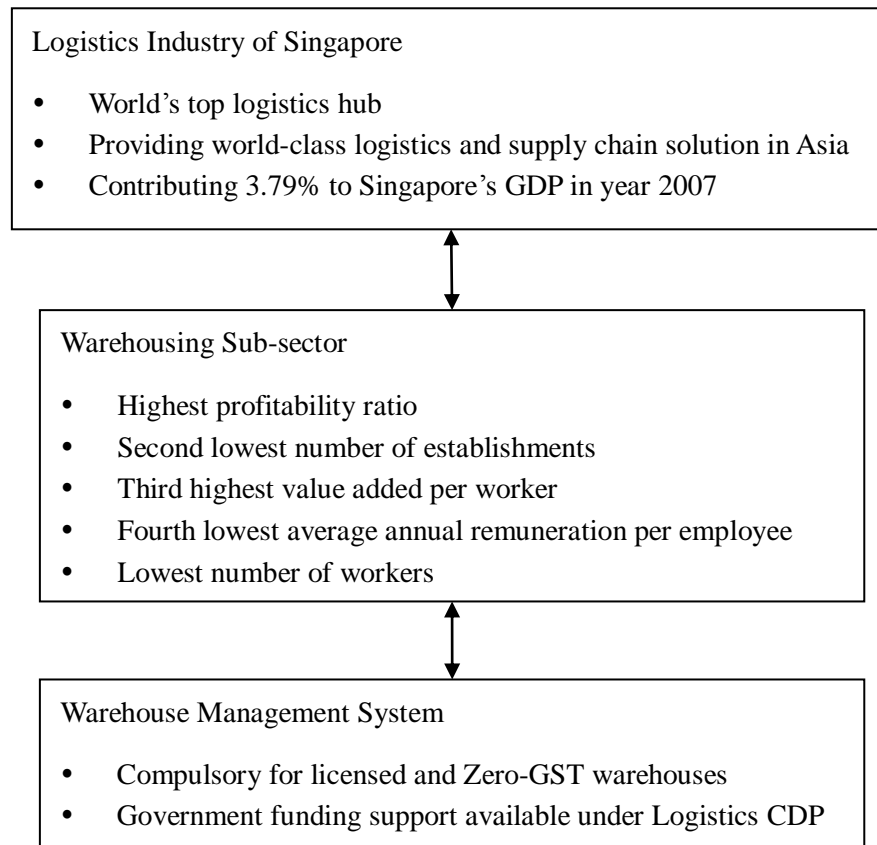 Logistics Industry of Singapore
• World’s top logistics hub
• Providing world-class logistics and supply chain solution in Asia
• Contributing 3.79% to Singapore’s GDP in year 2007
Warehousing Sub-sector
• Highest profitability ratio
• Second lowest number of establishments
• Third highest value added per worker
• Fourth lowest average annual remuneration per employee
• Lowest number of workers
Warehouse Management System
• Compulsory for licensed and Zero-GST warehouses
• Government funding support available under Logistics CDP